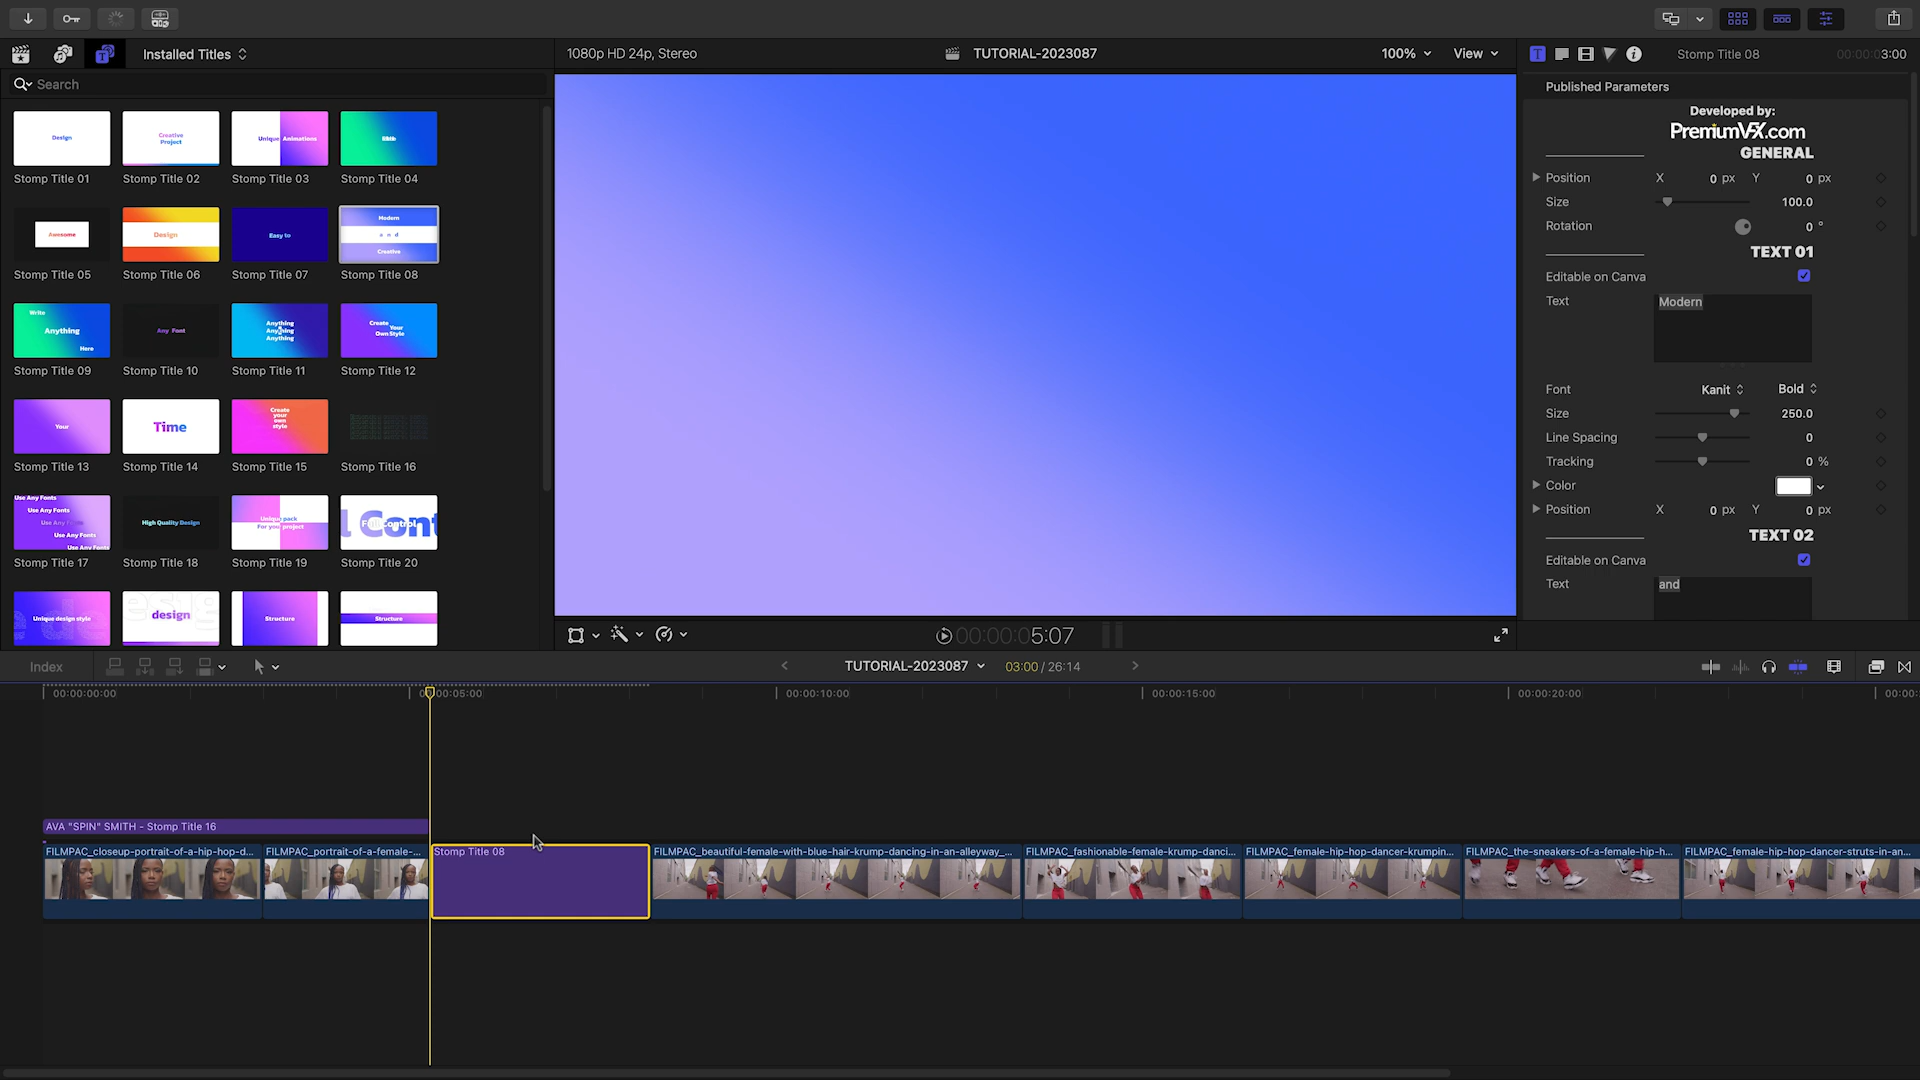 Installed Titles
1080p HD 24p, Stereo
TUTORIAL-2023087
100%
View
Stomp Title 08
00:00:03:00
Search
Published Parameters
Developed by:
PremiumVX.com
GENERAL
Position X 0 px Y 0 px
Size 100.0
Rotation 0 °
TEXT 01
Editable on Canva
Text Modern
Font Kanit Bold
Size 250.0
Line Spacing 0
Tracking 0 %
Color
Position X 0 px Y 0 px
TEXT 02
Editable on Canva
Text and
Design
Creative
Project
Unique Animations
Stomp Title 01
Stomp Title 02
Stomp Title 03
Stomp Title 04
Awesome
Design
Easy to
Modern
and
Creative
Stomp Title 05
Stomp Title 06
Stomp Title 07
Stomp Title 08
Write
Anything
Here
Any Font
Anything
Anything
Anything
Create
Your
Own Style
Stomp Title 09
Stomp Title 10
Stomp Title 11
Stomp Title 12
Your
Time
Create
your
own
style
Stomp Title 13
Stomp Title 14
Stomp Title 15
Stomp Title 16
Use Any Fonts
Use Any Fonts
Use Any
Use Any Fonts
Use Any Fonts
High Quality Design
Unique pack
For your project
Full Control
Stomp Title 17
Stomp Title 18
Stomp Title 19
Stomp Title 20
Unique design style
design
Structure
Structure
00:00:05:07
Index
TUTORIAL-2023087
03:00 / 26:14
00:00:00:00
00:00:05:00
00:00:10:00
00:00:15:00
00:00:20:00
00:00:
AVA "SPIN" SMITH - Stomp Title 16
FILMPAC_closeup-portrait-of-a-hip-hop-d...
FILMPAC_portrait-of-a-female-...
Stomp Title 08
FILMPAC_beautiful-female-with-blue-hair-krump-dancing-in-an-alleyway_...
FILMPAC_fashionable-female-krump-danci...
FILMPAC_female-hip-hop-dancer-krumpin...
FILMPAC_the-sneakers-of-a-female-hip-h...
FILMPAC_female-hip-hop-dancer-struts-in-an...